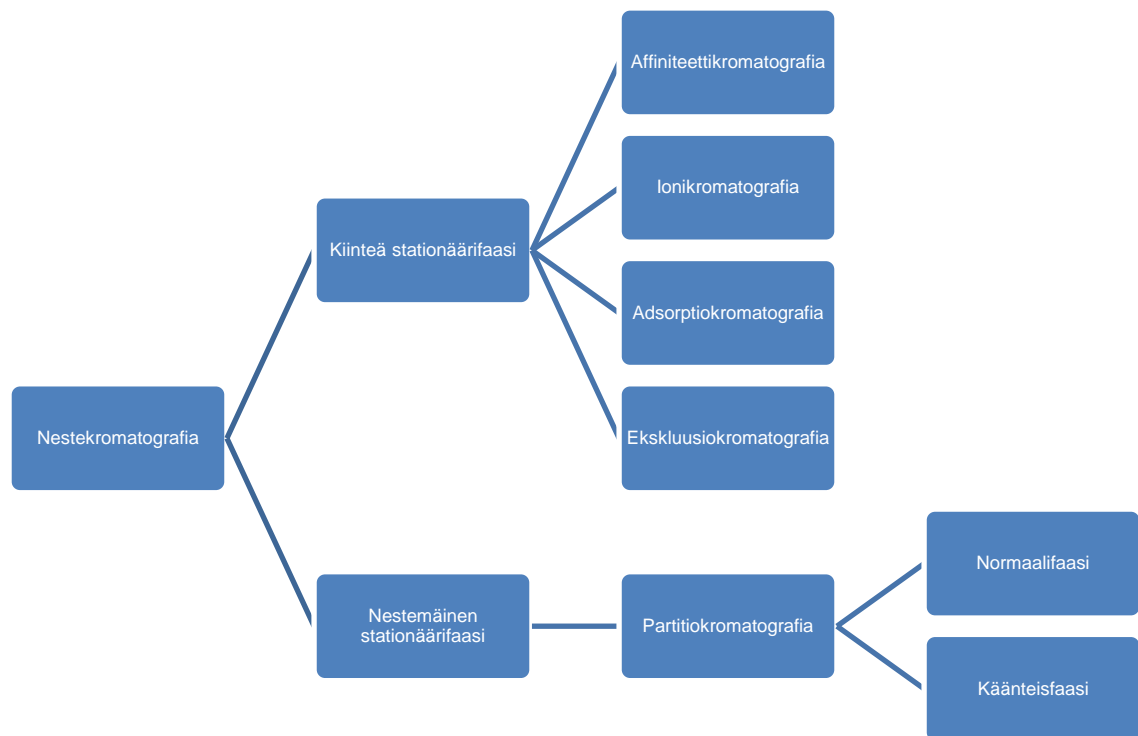 Affiniteettikromatografia
Ionikromatografia
Kiinteä stationäärifaasi
Adsorptiokromatografia
Nestekromatografia
Ekskluusiokromatografia
Normaalifaasi
Nestemäinen
stationäärifaasi
Partitiokromatografia
Käänteisfaasi